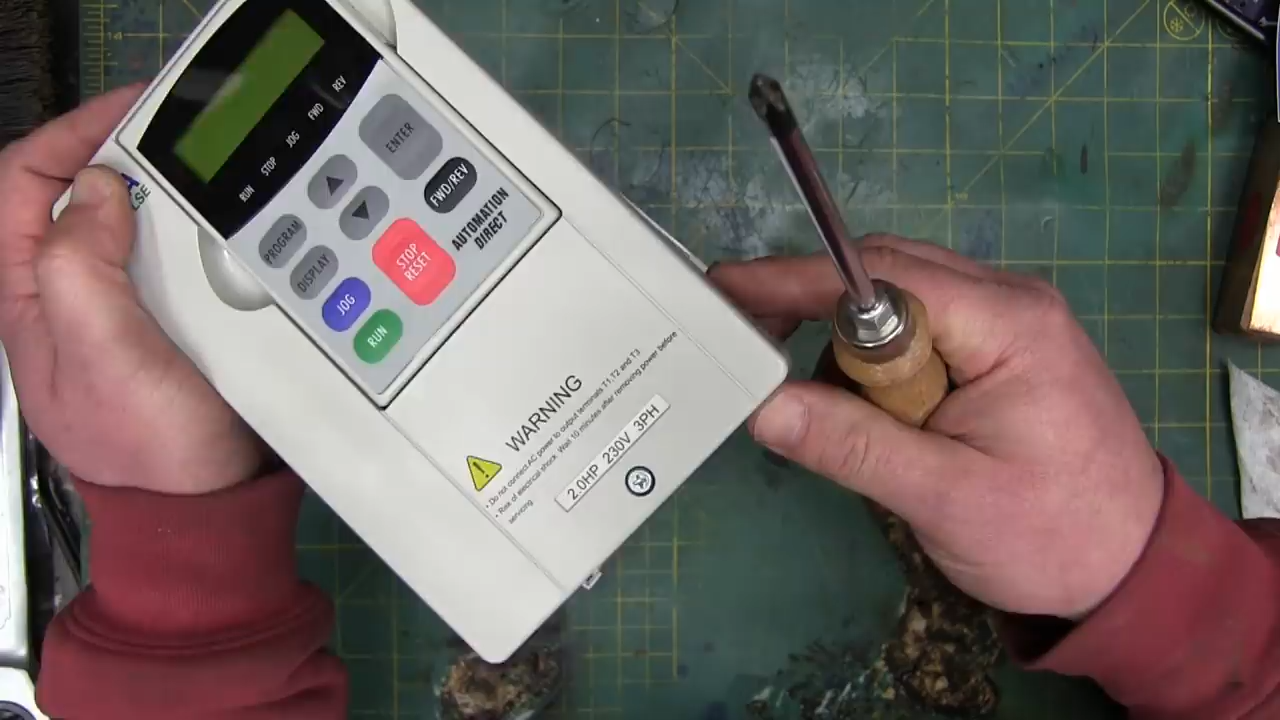 RUN STOP JOG FWD REV
PROGRAM
DISPLAY
ENTER
FWD/REV
JOG
STOP
RESET
RUN
AUTOMATION
DIRECT
WARNING
• Do not connect AC power to output terminals T1,T2 and T3
• Risk of electrical shock. Wait 10 minutes after removing power before
servicing.
2.0HP 230V 3PH
14